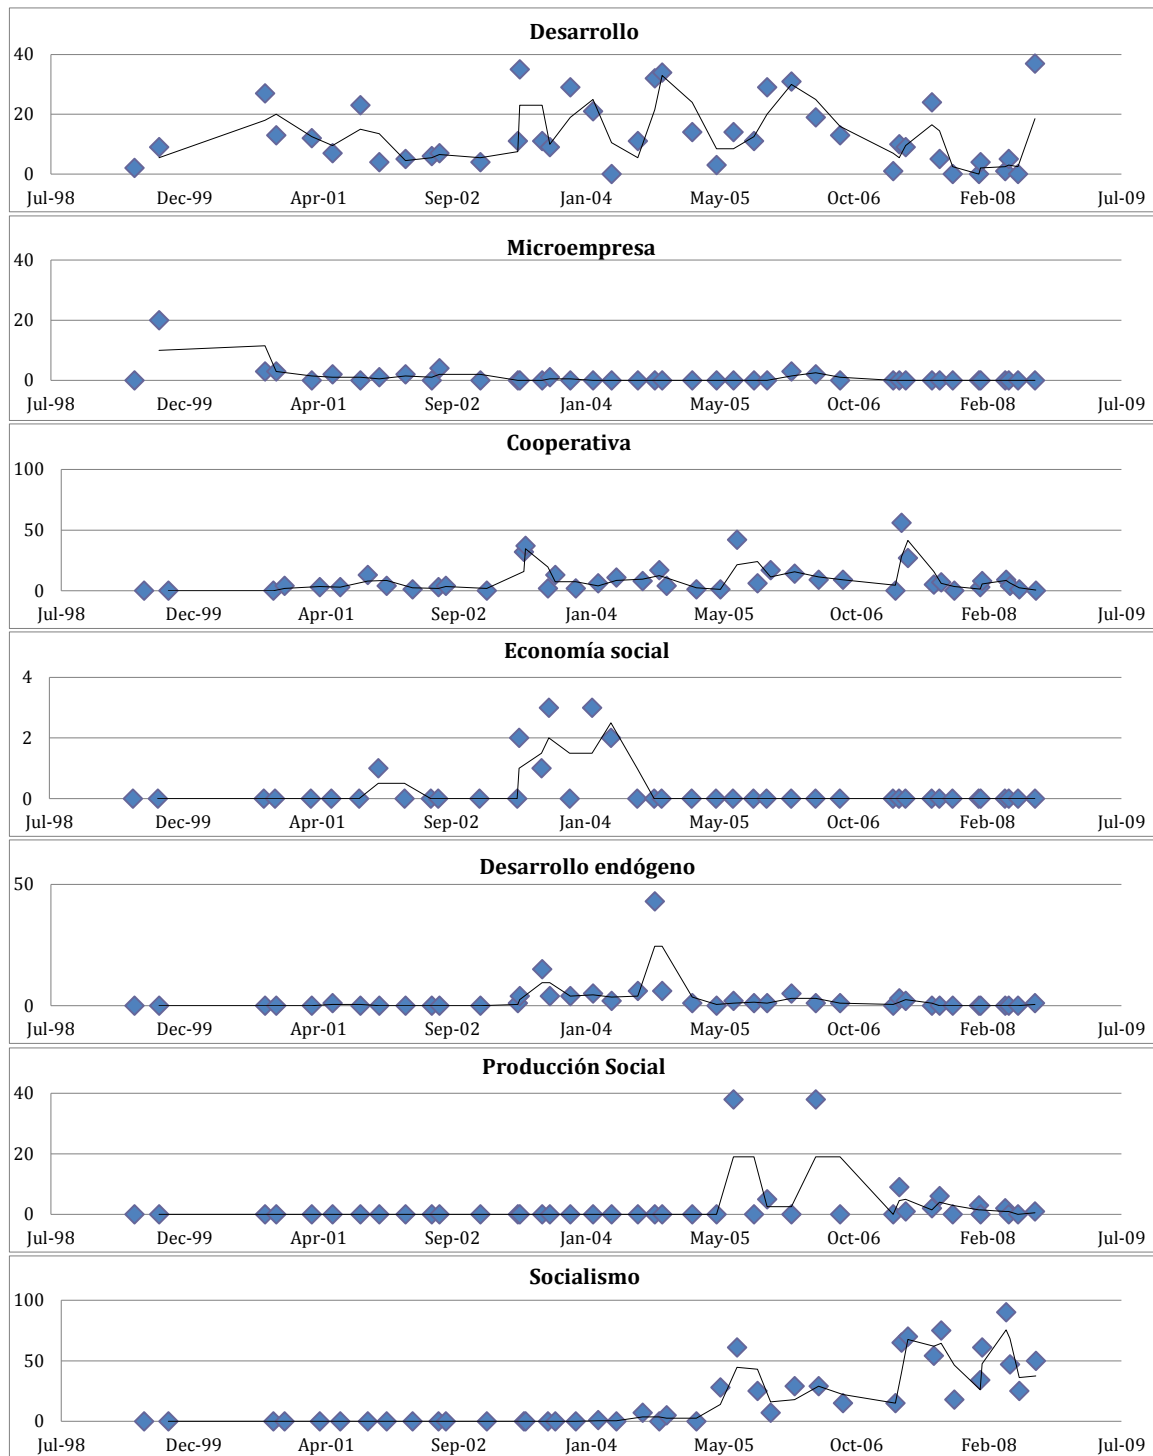 Desarrollo
40
20
0
Jul-98 Dec-99 Apr-01 Sep-02 Jan-04 May-05 Oct-06 Feb-08 Jul-09
Microempresa
40
20
0
Jul-98 Dec-99 Apr-01 Sep-02 Jan-04 May-05 Oct-06 Feb-08 Jul-09
Cooperativa
100
50
0
Jul-98 Dec-99 Apr-01 Sep-02 Jan-04 May-05 Oct-06 Feb-08 Jul-09
Economía social
4
2
0
Jul-98 Dec-99 Apr-01 Sep-02 Jan-04 May-05 Oct-06 Feb-08 Jul-09
Desarrollo endógeno
50
0
Jul-98 Dec-99 Apr-01 Sep-02 Jan-04 May-05 Oct-06 Feb-08 Jul-09
Producción Social
40
20
0
Jul-98 Dec-99 Apr-01 Sep-02 Jan-04 May-05 Oct-06 Feb-08 Jul-09
Socialismo
100
50
0
Jul-98 Dec-99 Apr-01 Sep-02 Jan-04 May-05 Oct-06 Feb-08 Jul-09